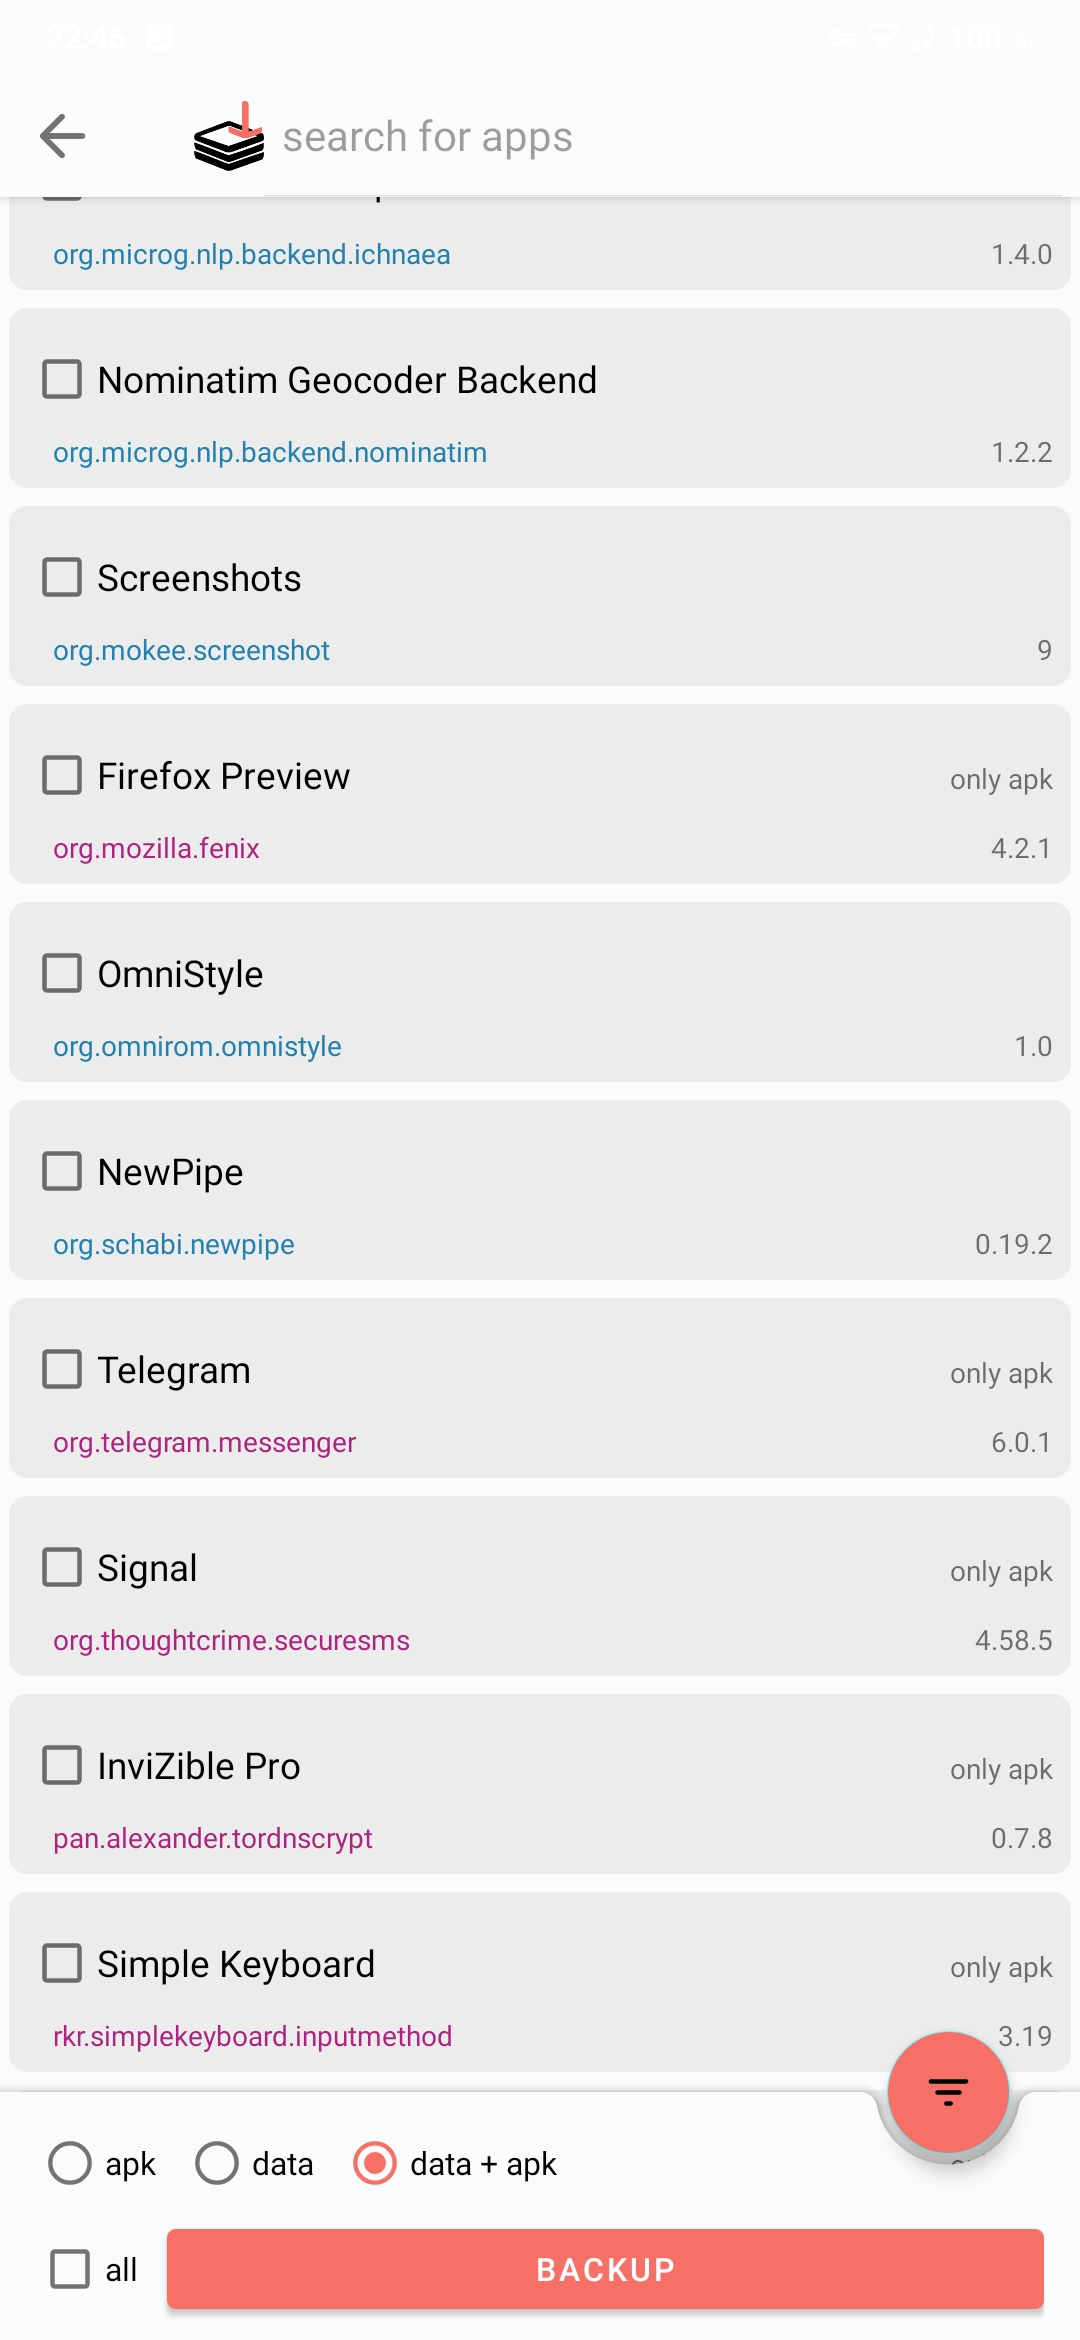 22:46
100 %
search for apps
org.microg.nlp.backend.ichnaea 1.4.0
Nominatim Geocoder Backend
org.microg.nlp.backend.nominatim 1.2.2
Screenshots
org.mokee.screenshot 9
Firefox Preview only apk
org.mozilla.fenix 4.2.1
OmniStyle
org.omnirom.omnistyle 1.0
NewPipe
org.schabi.newpipe 0.19.2
Telegram only apk
org.telegram.messenger 6.0.1
Signal only apk
org.thoughtcrime.securesms 4.58.5
InviZible Pro only apk
pan.alexander.tordnscrypt 0.7.8
Simple Keyboard only apk
rkr.simplekeyboard.inputmethod 3.19
apk data data + apk
all BACKUP